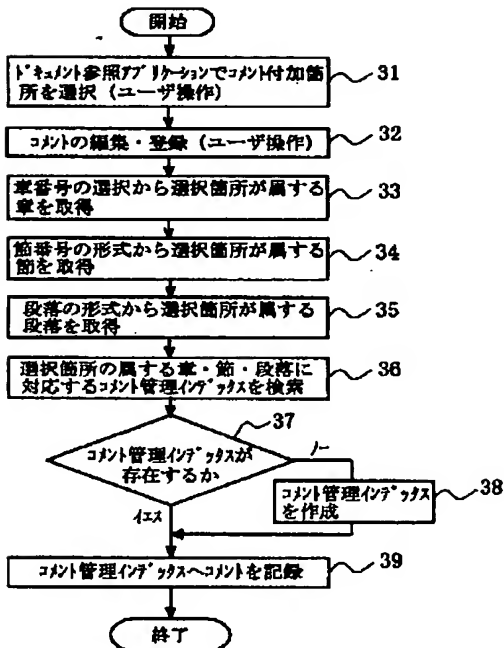 開始
ドキュメント参照アプリケーションでコメント付加箇
所を選択（ユーザ操作）
31
コメントの編集・登録（ユーザ操作）
32
章番号の選択から選択箇所が属する
章を取得
33
節番号の形式から選択箇所が属する
節を取得
34
段落の形式から選択箇所が属する
段落を取得
35
選択箇所の属する章・節・段落に
対応するコメント管理インデックスを検索
36
37
コメント管理インデックスが
存在するか
ノー
コメント管理インデックス
を作成
38
イエス
コメント管理インデックスへコメントを記録
39
終了